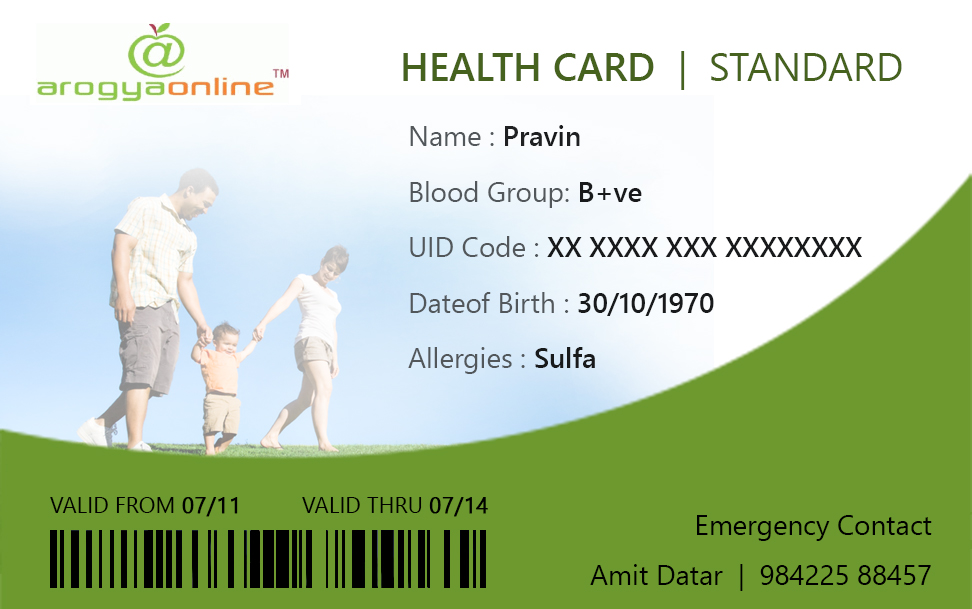 arogyaonline™
HEALTH CARD | STANDARD
Name : Pravin
Blood Group: B+ve
UID Code : XX XXXX XXX XXXXXXXX
Dateof Birth : 30/10/1970
Allergies : Sulfa
VALID FROM 07/11 VALID THRU 07/14
Emergency Contact
Amit Datar | 984225 88457